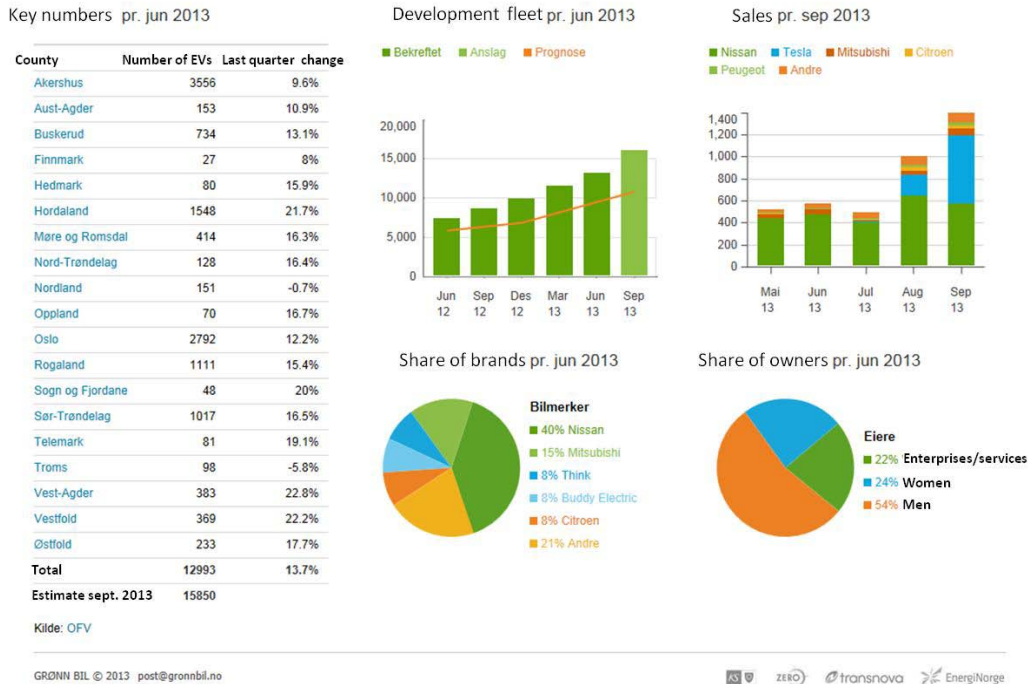 Key numbers pr. jun 2013
County Number of EVs Last quarter change
Akershus 3556 9.6%
Aust-Agder 153 10.9%
Buskerud 734 13.1%
Finnmark 27 8%
Hedmark 80 15.9%
Hordaland 1548 21.7%
Møre og Romsdal 414 16.3%
Nord-Trøndelag 128 16.4%
Nordland 151 -0.7%
Oppland 70 16.7%
Oslo 2792 12.2%
Rogaland 1111 15.4%
Sogn og Fjordane 48 20%
Sør-Trøndelag 1017 16.5%
Telemark 81 19.1%
Troms 98 -5.8%
Vest-Agder 383 22.8%
Vestfold 369 22.2%
Østfold 233 17.7%
Total 12993 13.7%
Estimate sept. 2013 15850
Kilde: OFV
Development fleet pr. jun 2013
Bekreftet Anslag Prognose
20,000
15,000
10,000
5,000
0
Jun Sep Des Mar Jun Sep
12 12 12 13 13 13
Sales pr. sep 2013
Nissan Tesla Mitsubishi Citroen
Peugeot Andre
1,400
1,200
1,000
800
600
400
200
0
Mai Jun Jul Aug Sep
13 13 13 13 13
Share of brands pr. jun 2013
Bilmerker
40% Nissan
15% Mitsubishi
8% Think
8% Buddy Electric
8% Citroen
21% Andre
Share of owners pr. jun 2013
Eiere
22% Enterprises/services
24% Women
54% Men
GRØNN BIL © 2013 post@gronnbil.no
KS ZERO transnova EnergiNorge